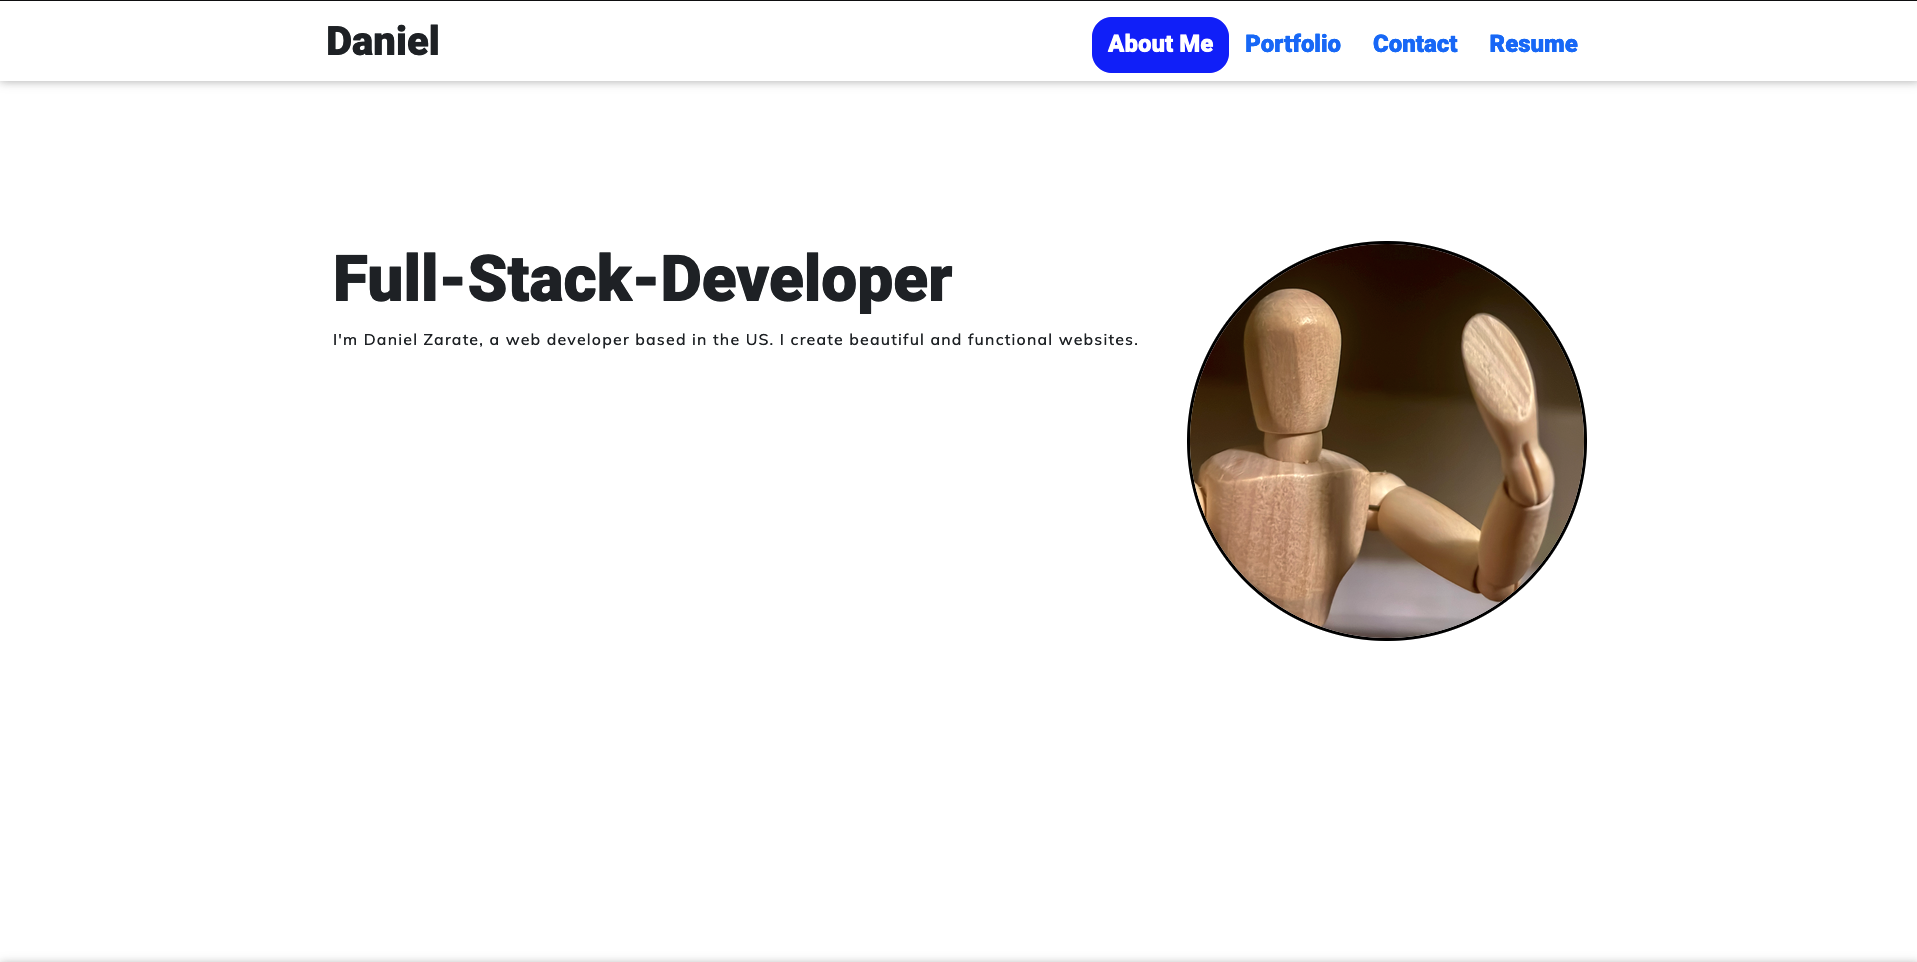 Daniel
About Me Portfolio Contact Resume
Full-Stack-Developer
I'm Daniel Zarate, a web developer based in the US. I create beautiful and functional websites.